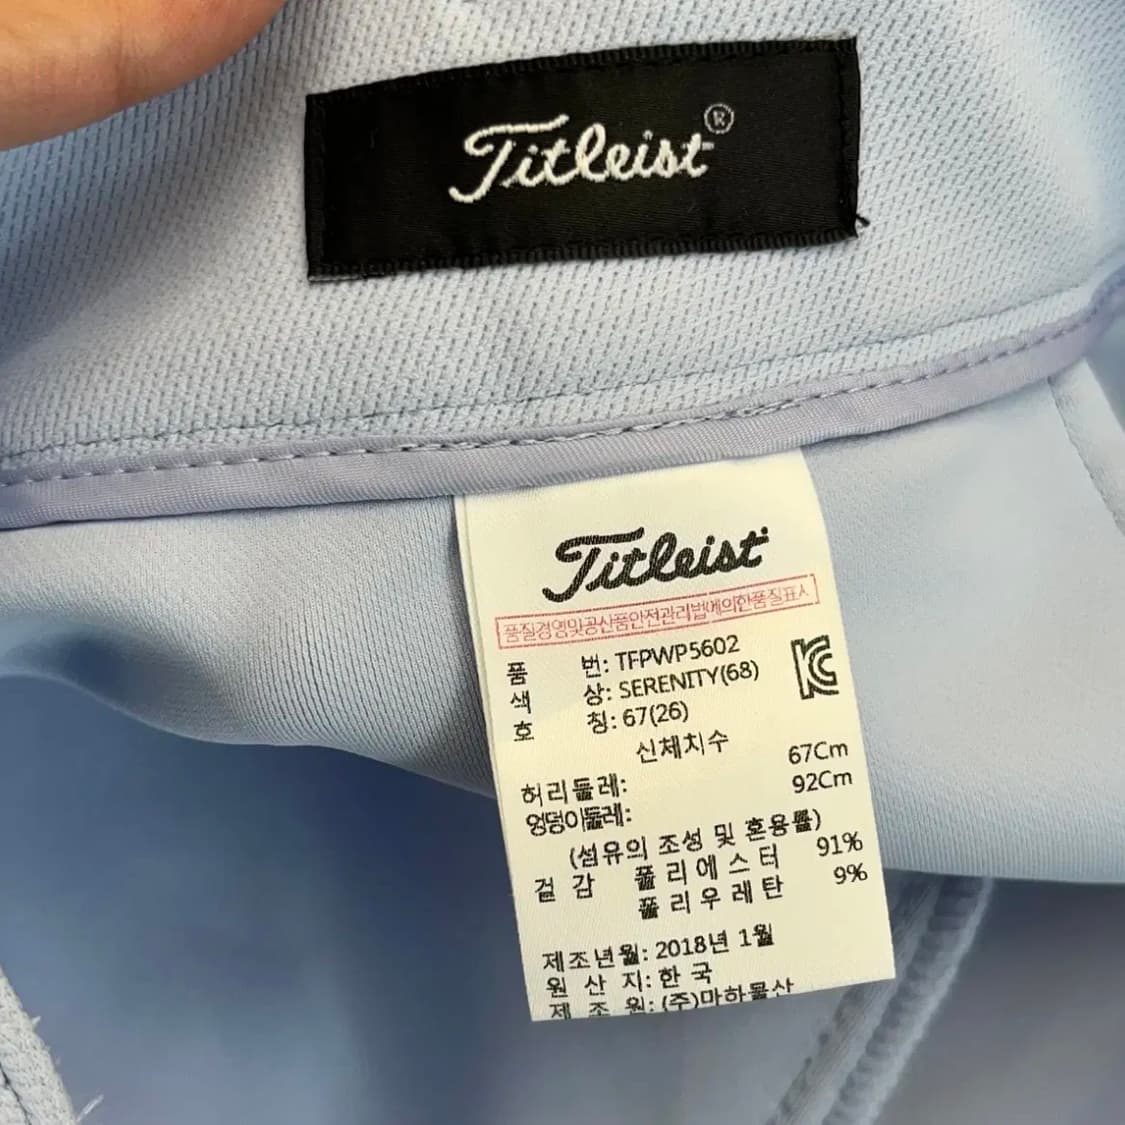 Titleist®
Titleist
품질경영및공산품안전관리법에의한품질표시
품 번: TFPWP5602
색 상: SERENITY(68)
호 칭: 67(26)
신체치수
허리둘레: 67Cm
엉덩이둘레: 92Cm
(섬유의 조성 및 혼용률)
겉 감 폴리에스터 91%
폴리우레탄 9%
제조년월: 2018년 1월
원 산 지: 한 국
제 조 원: (주)마하물산